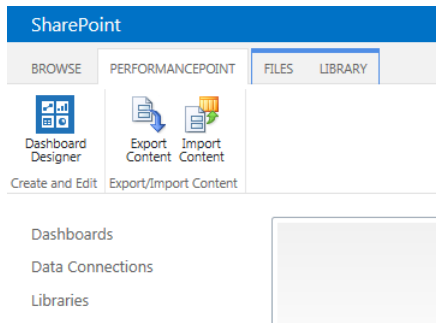 SharePoint
BROWSE PERFORMANCEPOINT FILES LIBRARY
Dashboard Export Import
Designer Content Content
Create and Edit Export/Import Content
Dashboards
Data Connections
Libraries